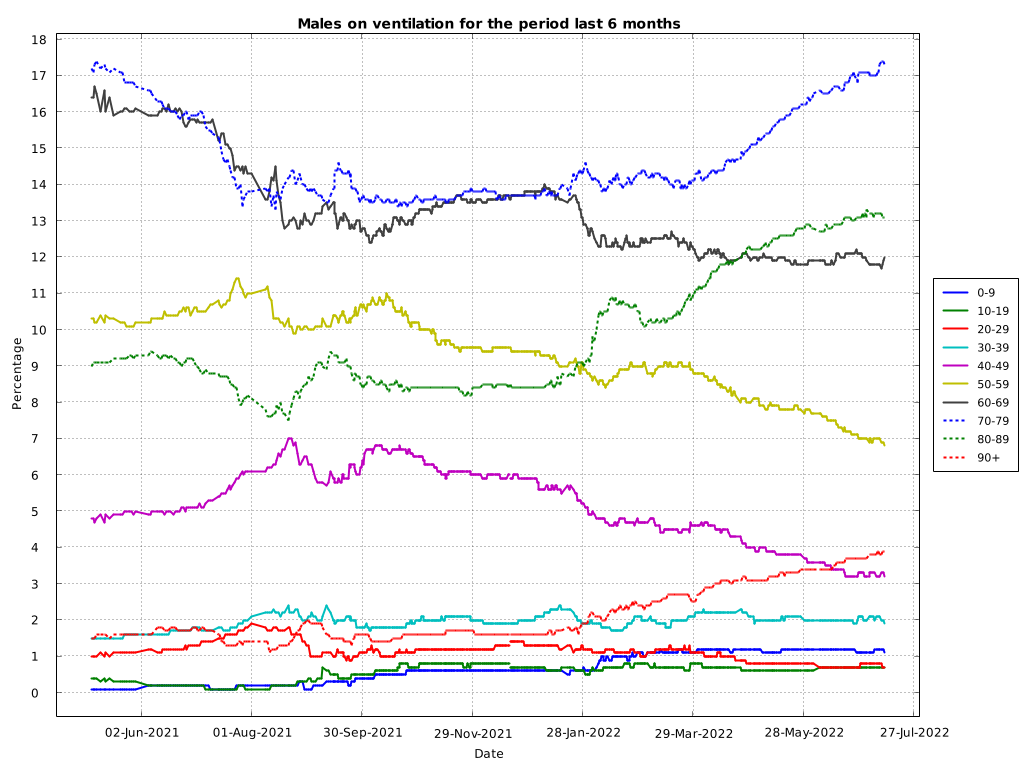 Males on ventilation for the period last 6 months
18
17
16
15
14
13
12
11
10
9
8
7
6
5
4
3
2
1
0
Percentage
02-Jun-2021
01-Aug-2021
30-Sep-2021
29-Nov-2021
28-Jan-2022
29-Mar-2022
28-May-2022
27-Jul-2022
Date
0-9
10-19
20-29
30-39
40-49
50-59
60-69
70-79
80-89
90+